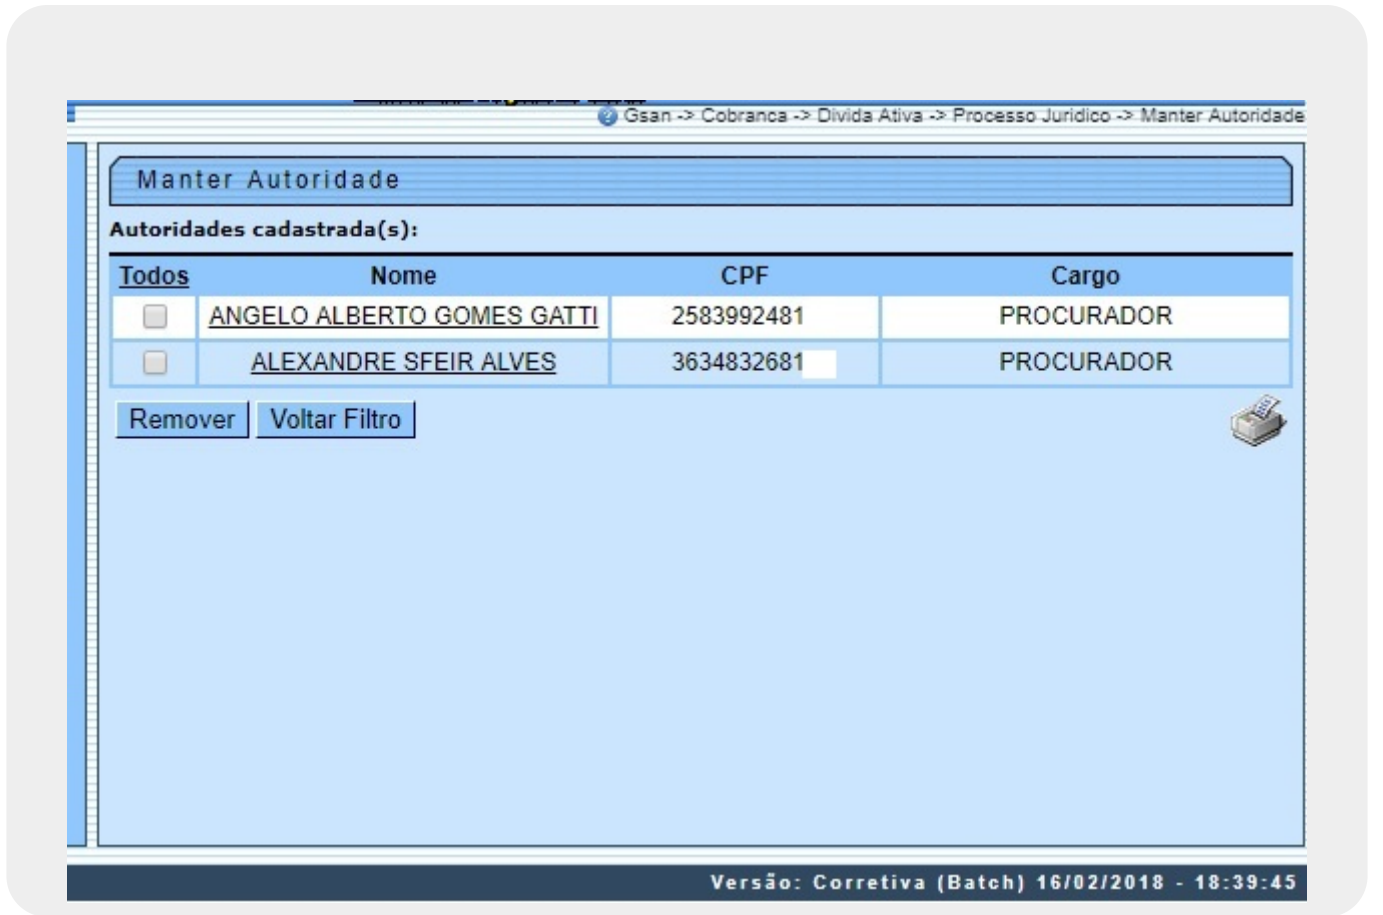 Gsan -> Cobranca -> Divida Ativa -> Processo Juridico -> Manter Autoridade
Manter Autoridade
Autoridades cadastrada(s):
Todos Nome CPF Cargo
ANGELO ALBERTO GOMES GATTI 2583992481 PROCURADOR
ALEXANDRE SFEIR ALVES 3634832681 PROCURADOR
Remover Voltar Filtro
Versão: Corretiva (Batch) 16/02/2018 - 18:39:45